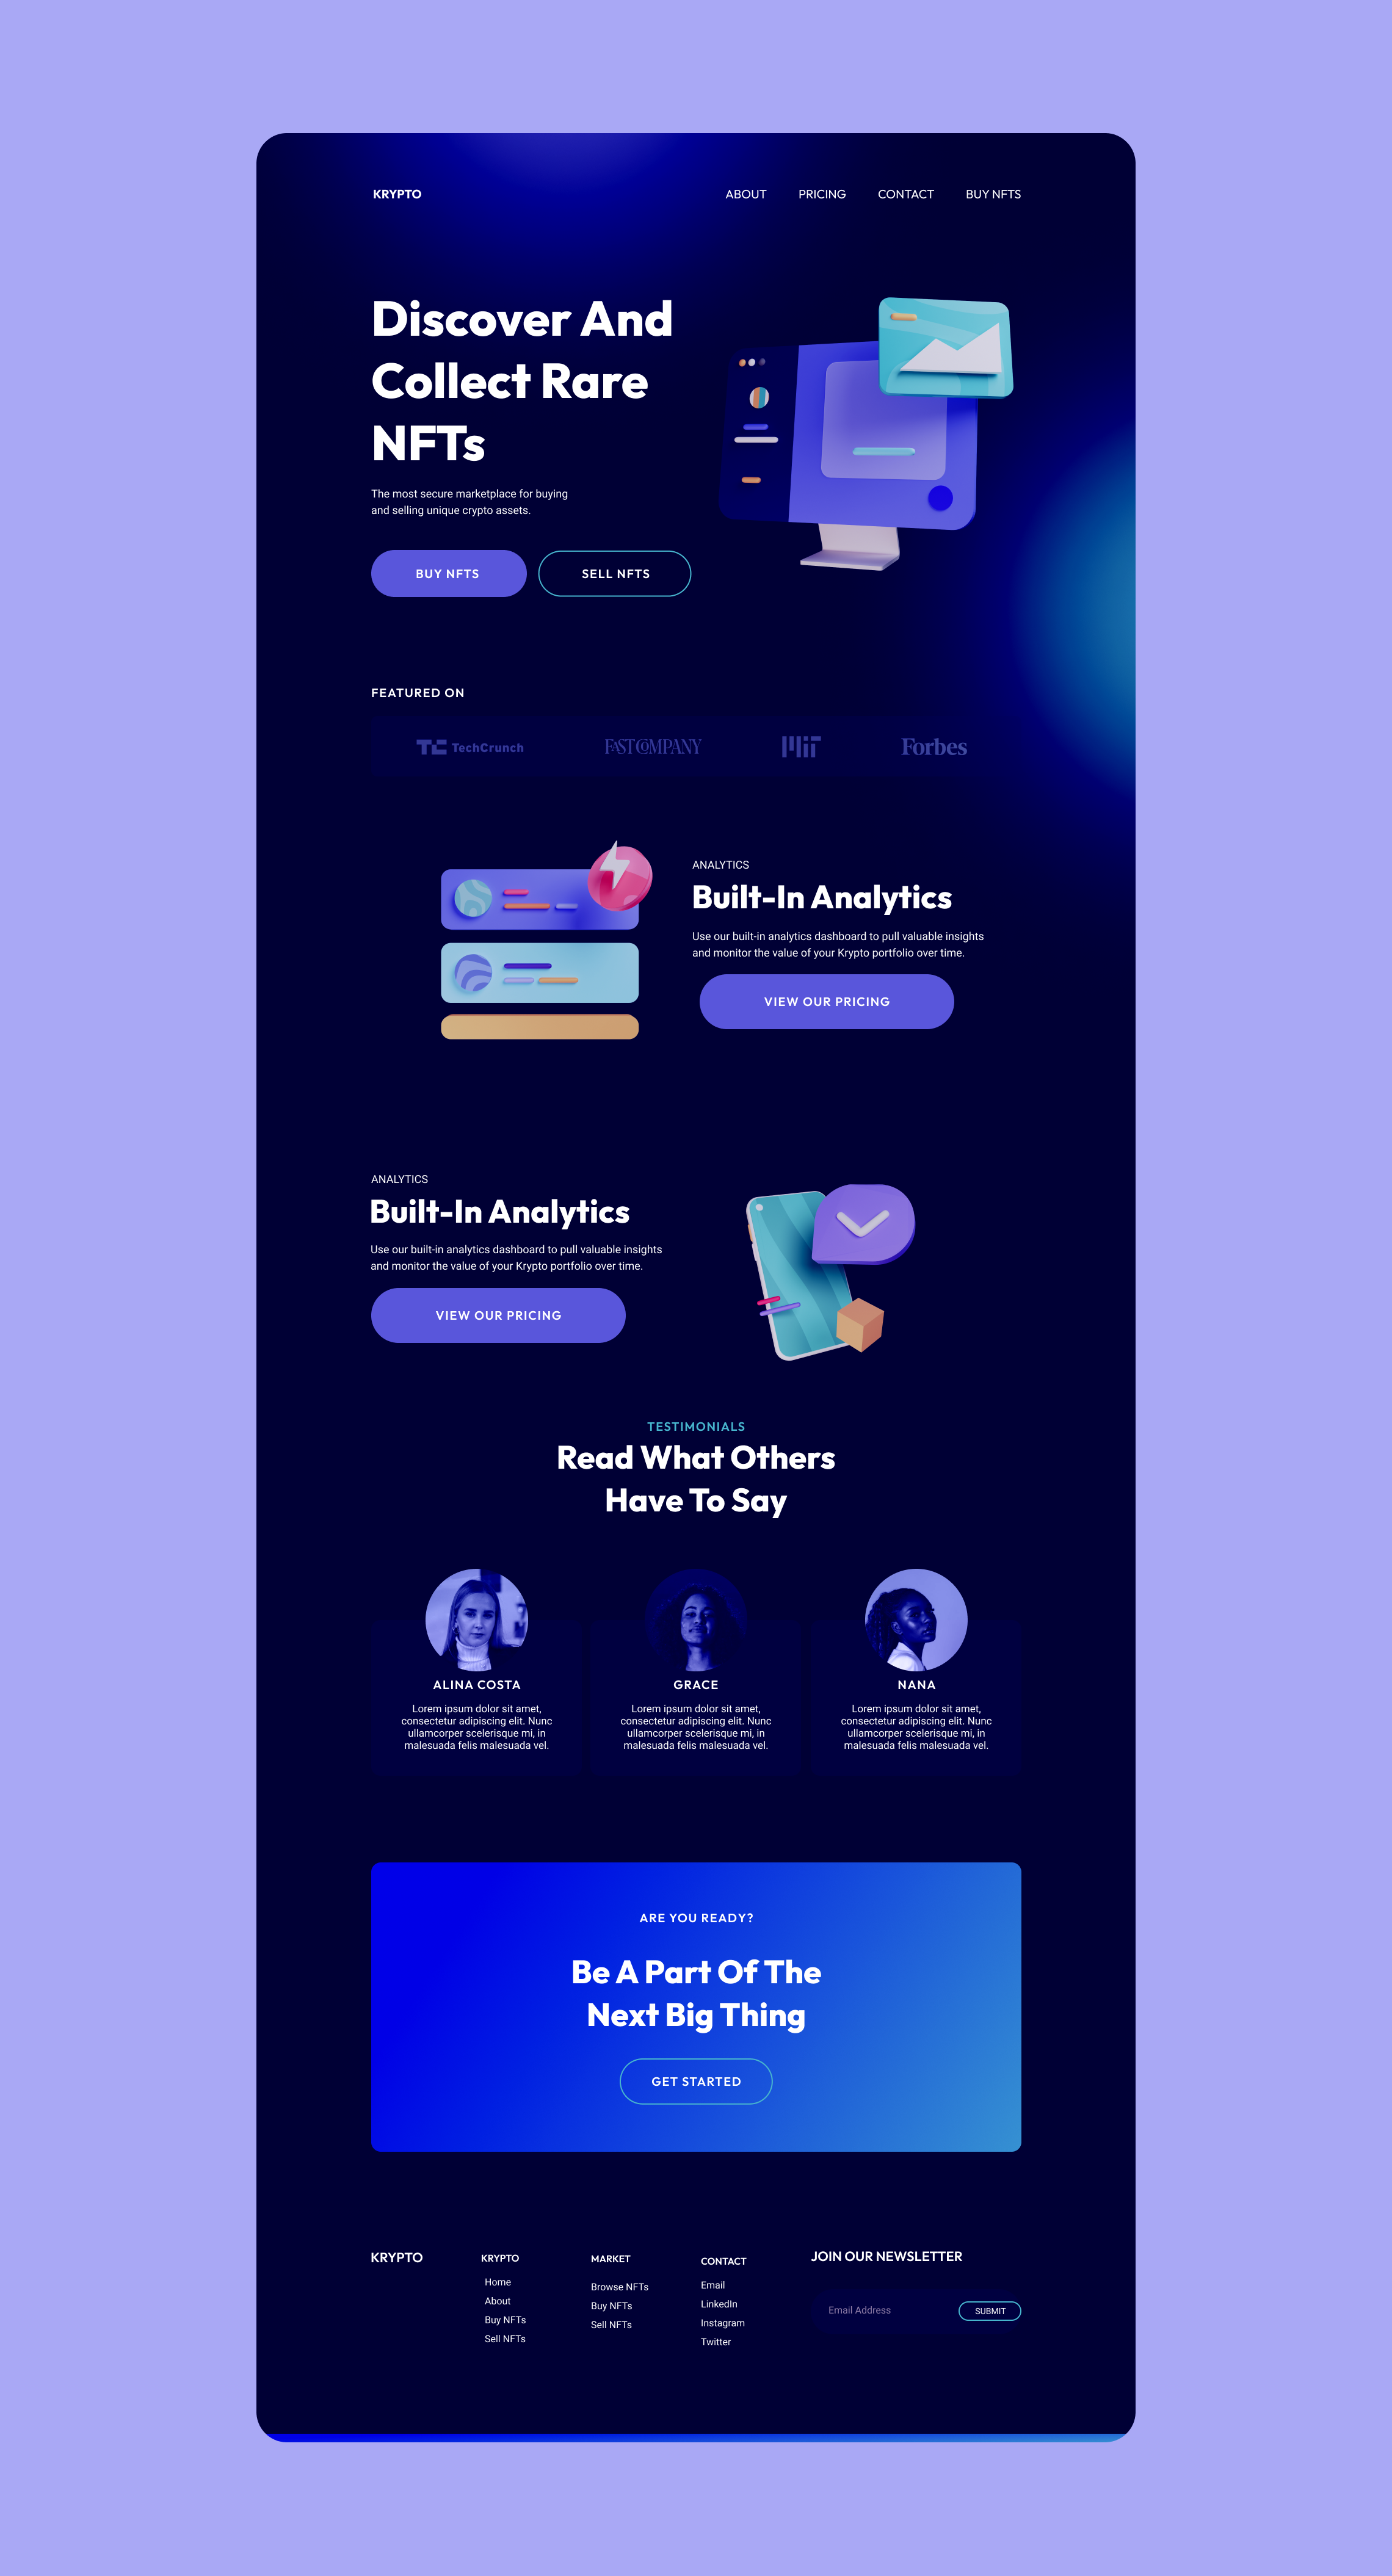 KRYPTO
ABOUT PRICING CONTACT BUY NFTS
Discover And
Collect Rare
NFTs
The most secure marketplace for buying
and selling unique crypto assets.
BUY NFTS SELL NFTS
FEATURED ON
TC TechCrunch FAST COMPANY MIT Forbes
ANALYTICS
Built-In Analytics
Use our built-in analytics dashboard to pull valuable insights
and monitor the value of your Krypto portfolio over time.
VIEW OUR PRICING
ANALYTICS
Built-In Analytics
Use our built-in analytics dashboard to pull valuable insights
and monitor the value of your Krypto portfolio over time.
VIEW OUR PRICING
TESTIMONIALS
Read What Others
Have To Say
ALINA COSTA
Lorem ipsum dolor sit amet,
consectetur adipiscing elit. Nunc
ullamcorper scelerisque mi, in
malesuada felis malesuada vel.
GRACE
Lorem ipsum dolor sit amet,
consectetur adipiscing elit. Nunc
ullamcorper scelerisque mi, in
malesuada felis malesuada vel.
NANA
Lorem ipsum dolor sit amet,
consectetur adipiscing elit. Nunc
ullamcorper scelerisque mi, in
malesuada felis malesuada vel.
ARE YOU READY?
Be A Part Of The
Next Big Thing
GET STARTED
KRYPTO
KRYPTO
Home
About
Buy NFTs
Sell NFTs
MARKET
Browse NFTs
Buy NFTs
Sell NFTs
CONTACT
Email
LinkedIn
Instagram
Twitter
JOIN OUR NEWSLETTER
Email Address SUBMIT